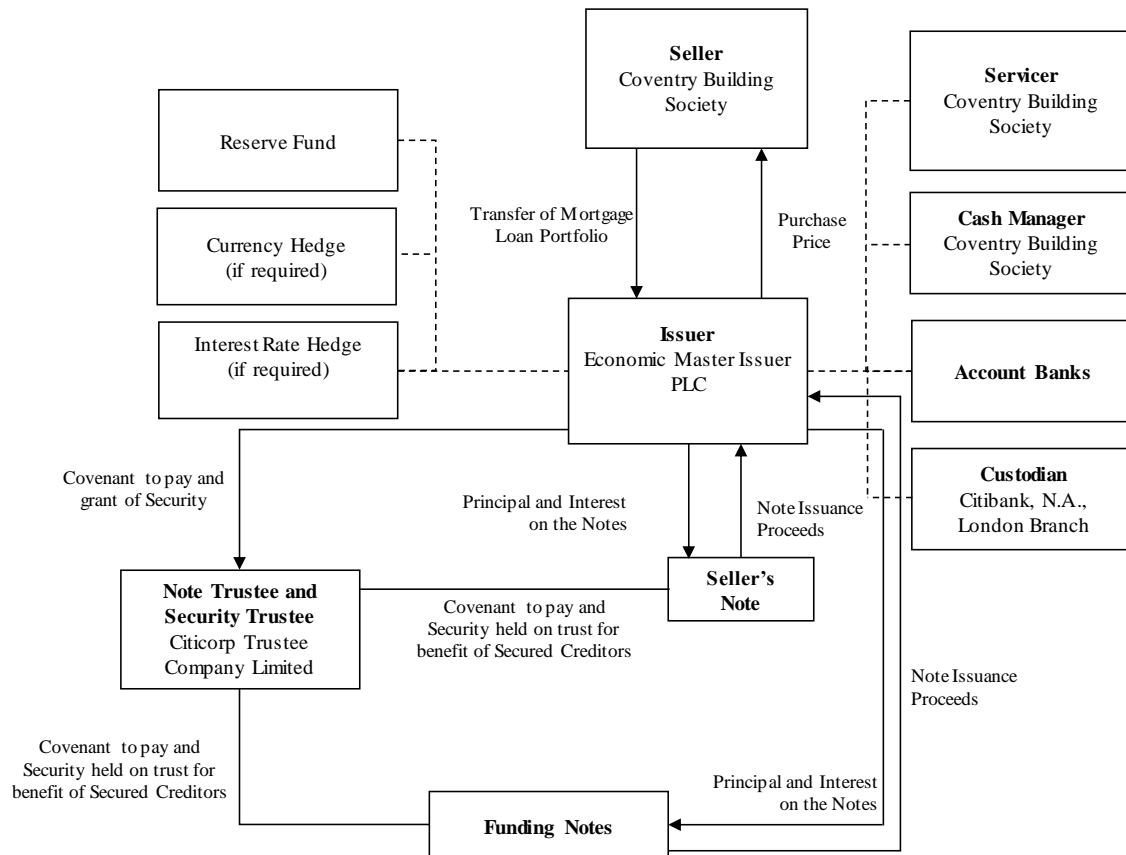 Seller
Coventry Building
Society
Servicer
Coventry Building
Society
Reserve Fund
Transfer of Mortgage
Loan Portfolio
Purchase
Price
Cash Manager
Coventry Building
Society
Currency Hedge
(if required)
Interest Rate Hedge
(if required)
Issuer
Economic Master Issuer
PLC
Account Banks
Covenant to pay and
grant of Security
Principal and Interest
on the Notes
Note Issuance
Proceeds
Custodian
Citibank, N.A.,
London Branch
Note Trustee and
Security Trustee
Citicorp Trustee
Company Limited
Covenant to pay and
Security held on trust for
benefit of Secured Creditors
Seller's
Note
Note Issuance
Proceeds
Covenant to pay and
Security held on trust for
benefit of Secured Creditors
Principal and Interest
on the Notes
Funding Notes